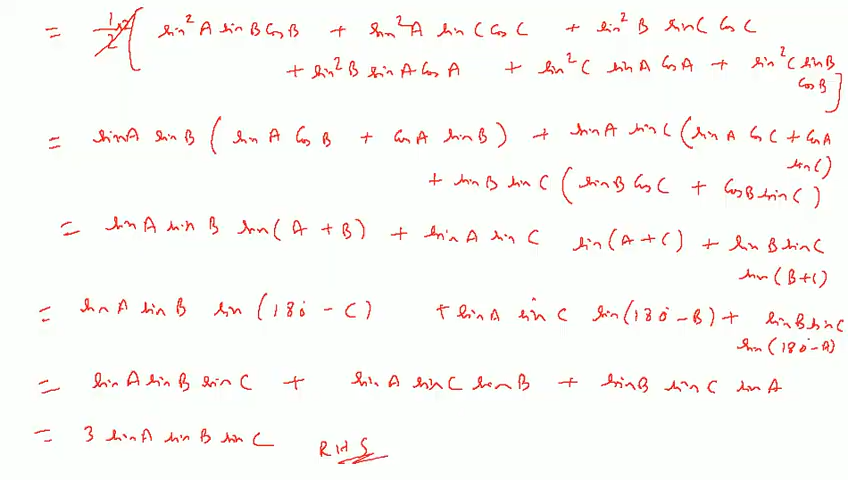 = 1/2 x2 ( sin²A sinB CosB + sin²A sinC CosC + sin²B sinC CosC
+ sin²B sinA CosA + sin²C sinA CosA + sin²C sinB
CosB ]
= sinA sinB ( sinA CosB + CosA sinB ) + sinA sinC ( sinA CosC + CosA
sinC )
+ sinB sinC ( sinB CosC + CosB sinC )
= sinA sinB sin(A+B) + sinA sinC sin(A+C) + sinB sinC
sin(B+C)
= sinA sinB sin(180° - C) + sinA sinC sin(180° - B) + sinB sinC
sin(180° - A)
= sinA sinB sinC + sinA sinC sinB + sinB sinC sinA
= 3 sinA sinB sinC RHS